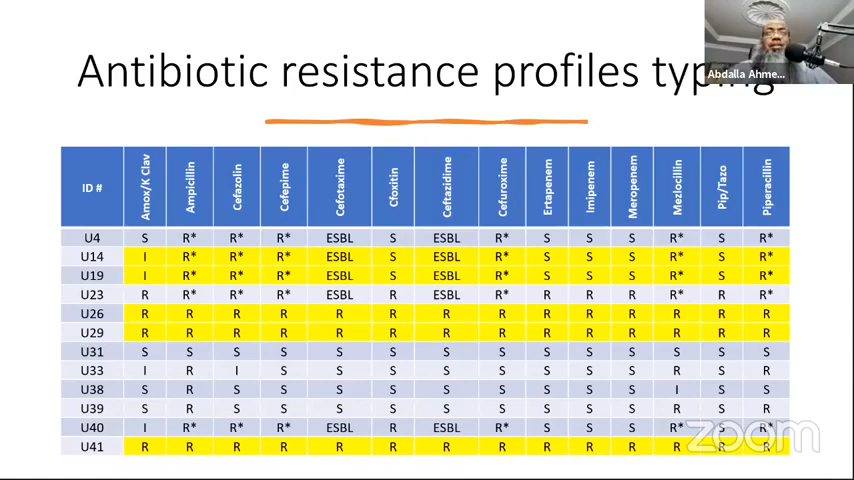 Abdalla Ahme...
Antibiotic resistance profiles typing
ID # Amox/K Clav Ampicillin Cefazolin Cefepime Cefotaxime Cfoxitin Ceftazidime Cefuroxime Ertapenem Imipenem Meropenem Mezlocillin Pip/Tazo Piperacillin
U4 S R* R* R* ESBL S ESBL R* S S S R* S R*
U14 I R* R* R* ESBL S ESBL R* S S S R* S R*
U19 I R* R* R* ESBL S ESBL R* S S S R* S R*
U23 R R* R* R* ESBL R ESBL R* R R R R* R R*
U26 R R R R R R R R R R R R R R
U29 R R R R R R R R R R R R R R
U31 S S S S S S S S S S S S S S
U33 I R I S S S S S S S S R S R
U38 S R S S S S S S S S S I S S
U39 S R S S S S S S S S S R S R
U40 I R* R* R* ESBL R ESBL R* S S S R* S R*
U41 R R R R R R R R R R R R R R
zoom